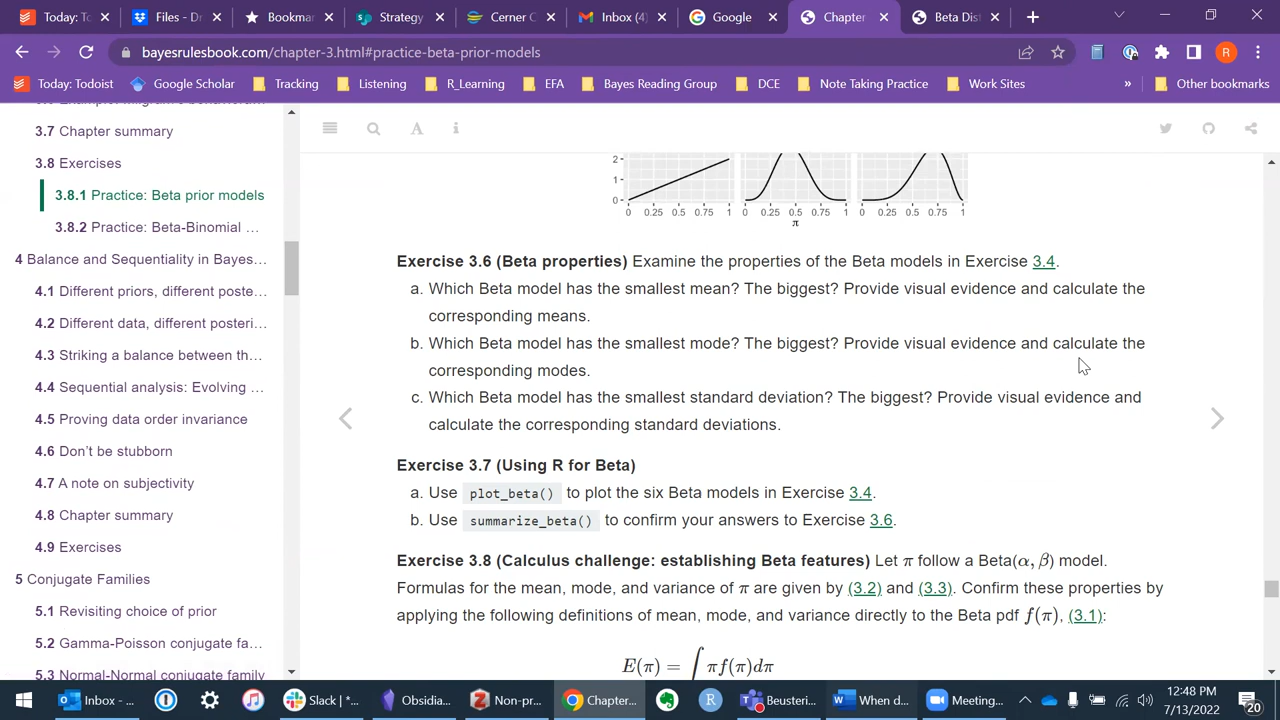 Today: To
Files - Dr
Bookmar
Strategy
Cerner C
Inbox (4)
Google
Chapter
Beta Dis
bayesrulesbook.com/chapter-3.html#practice-beta-prior-models
R
Today: Todoist
Google Scholar
Tracking
Listening
R_Learning
EFA
Bayes Reading Group
DCE
Note Taking Practice
Work Sites
»
Other bookmarks
3.7 Chapter summary
3.8 Exercises
3.8.1 Practice: Beta prior models
3.8.2 Practice: Beta-Binomial ...
4 Balance and Sequentiality in Bayes...
4.1 Different priors, different poste...
4.2 Different data, different posteri...
4.3 Striking a balance between th...
4.4 Sequential analysis: Evolving ...
4.5 Proving data order invariance
4.6 Don't be stubborn
4.7 A note on subjectivity
4.8 Chapter summary
4.9 Exercises
5 Conjugate Families
5.1 Revisiting choice of prior
5.2 Gamma-Poisson conjugate fa...
5.3 Normal-Normal conjugate family
2
1
0
0 0.25 0.5 0.75 1 0 0.25 0.5 0.75 1 0 0.25 0.5 0.75 1
π
Exercise 3.6 (Beta properties) Examine the properties of the Beta models in Exercise 3.4.
a. Which Beta model has the smallest mean? The biggest? Provide visual evidence and calculate the
corresponding means.
b. Which Beta model has the smallest mode? The biggest? Provide visual evidence and calculate the
corresponding modes.
c. Which Beta model has the smallest standard deviation? The biggest? Provide visual evidence and
calculate the corresponding standard deviations.
Exercise 3.7 (Using R for Beta)
a. Use plot_beta() to plot the six Beta models in Exercise 3.4.
b. Use summarize_beta() to confirm your answers to Exercise 3.6.
Exercise 3.8 (Calculus challenge: establishing Beta features) Let π follow a Beta(α, β) model.
Formulas for the mean, mode, and variance of π are given by (3.2) and (3.3). Confirm these properties by
applying the following definitions of mean, mode, and variance directly to the Beta pdf f(π), (3.1):
E(π) = ∫ πf(π)dπ
Inbox - ...
Slack | *...
Obsidia...
Non-pr...
Chapter...
R
Beusteri...
When d...
Meeting...
12:48 PM
7/13/2022
20